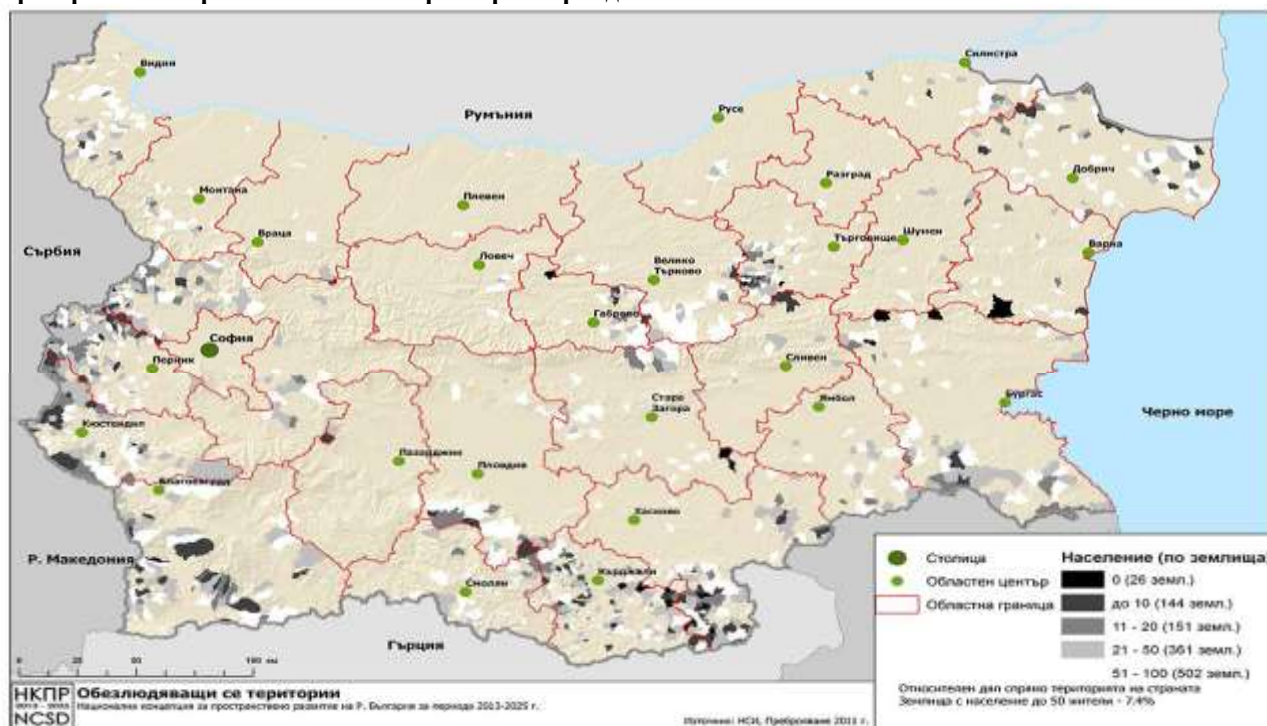 Видин
Силистра
Румъния
Русе
Добрич
Разград
Монтана
Плевен
Враца
Търговище
Шумен
Варна
Сърбия
Ловеч
Велико
Търново
Габрово
София
Перник
Сливен
Стара
Загора
Ямбол
Бургас
Черно море
Кюстендил
Пазарджик
Пловдив
Благоевград
Хасково
Р. Македония
Кърджали
Смолян
Гърция
Столица
Областен център
Областна граница
Население (по землища)
0 (26 земл.)
до 10 (144 земл.)
11 - 20 (151 земл.)
21 - 50 (361 земл.)
51 - 100 (502 земл.)
Относителен дял спрямо територията на страната
Землища с население до 50 жители - 7.4%
НКПР
2013 - 2025
NCSD
Обезлюдяващи се територии
Национална концепция за пространствено развитие на Р. България за периода 2013-2025 г.
Източник: НСИ, Преброяване 2011 г.